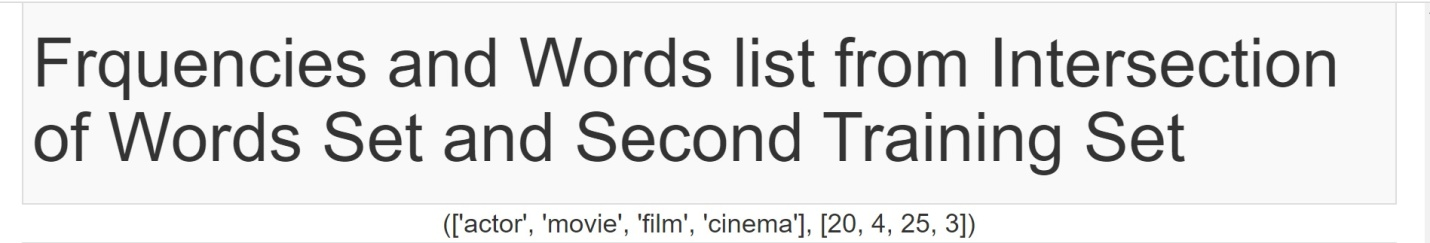 Frquencies and Words list from Intersection
of Words Set and Second Training Set
(['actor', 'movie', 'film', 'cinema'], [20, 4, 25, 3])